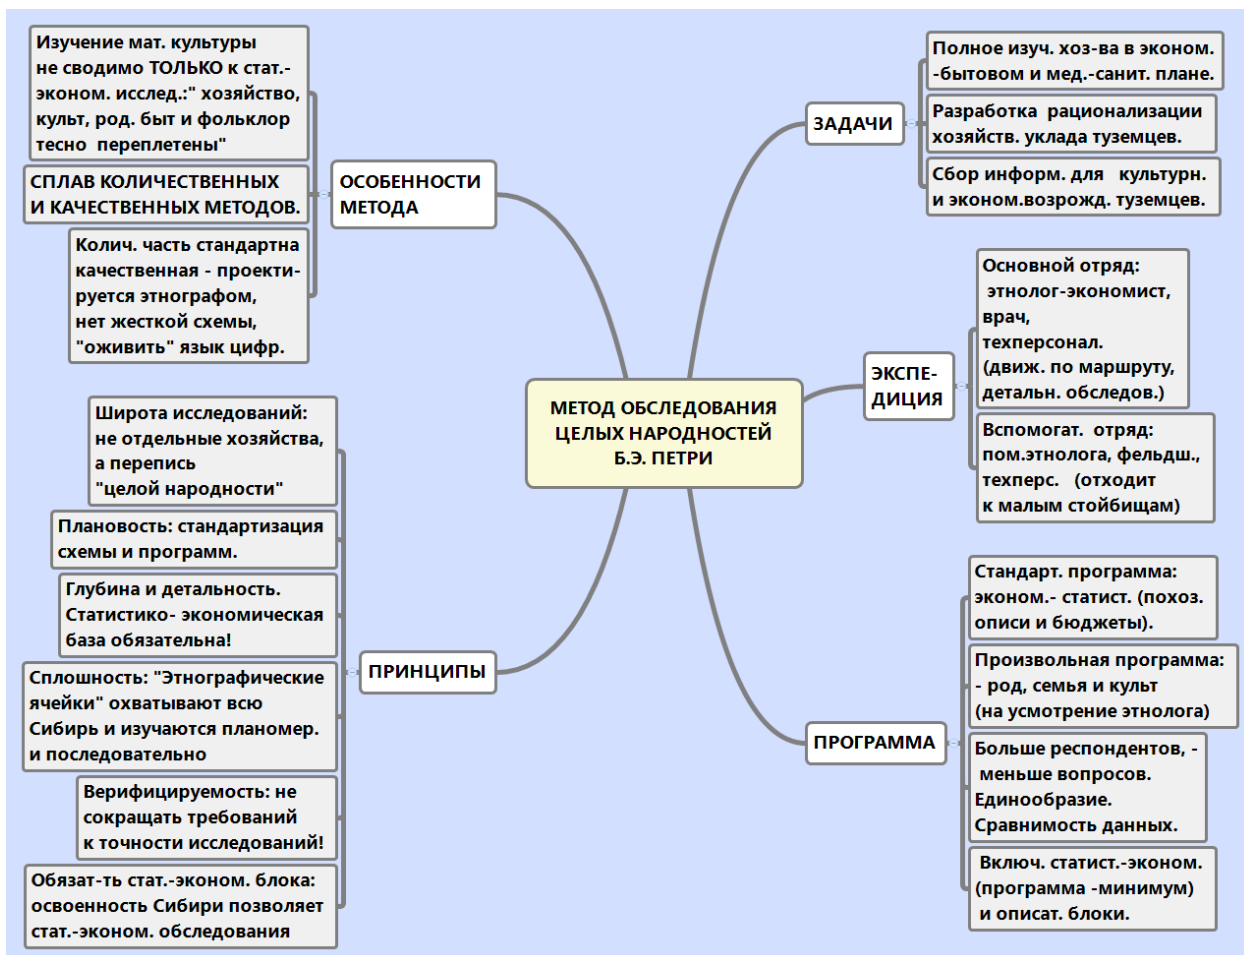 МЕТОД ОБСЛЕДОВАНИЯ
ЦЕЛЫХ НАРОДНОСТЕЙ
Б.Э. ПЕТРИ
ЗАДАЧИ
Полное изуч. хоз-ва в эконом.
-бытовом и мед.-санит. плане.
Разработка рационализации
хозяйств. уклада туземцев.
Сбор информ. для культурн.
и эконом.возрожд. туземцев.
ЭКСПЕ-
ДИЦИЯ
Основной отряд:
этнолог-экономист,
врач,
техперсонал.
(движ. по маршруту,
детальн. обследов.)
Вспомогат. отряд:
пом.этнолога, фельдш.,
техперс. (отходит
к малым стойбищам)
ПРОГРАММА
Стандарт. программа:
эконом.- статист. (похоз.
описи и бюджеты).
Произвольная программа:
- род, семья и культ
(на усмотрение этнолога)
Больше респондентов, -
меньше вопросов.
Единообразие.
Сравнимость данных.
Включ. статист.-эконом.
(программа -минимум)
и описат. блоки.
ОСОБЕННОСТИ
МЕТОДА
Изучение мат. культуры
не сводимо ТОЛЬКО к стат.-
эконом. исслед.:" хозяйство,
культ, род. быт и фольклор
тесно переплетены"
СПЛАВ КОЛИЧЕСТВЕННЫХ
И КАЧЕСТВЕННЫХ МЕТОДОВ.
Колич. часть стандартна
качественная - проекти-
руется этнографом,
нет жесткой схемы,
"оживить" язык цифр.
ПРИНЦИПЫ
Широта исследований:
не отдельные хозяйства,
а перепись
"целой народности"
Плановость: стандартизация
схемы и программ.
Глубина и детальность.
Статистико- экономическая
база обязательна!
Сплошность: "Этнографические
ячейки" охватывают всю
Сибирь и изучаются планомер.
и последовательно
Верифицируемость: не
сокращать требований
к точности исследований!
Обязат-ть стат.-эконом. блока:
освоенность Сибири позволяет
стат.-эконом. обследования